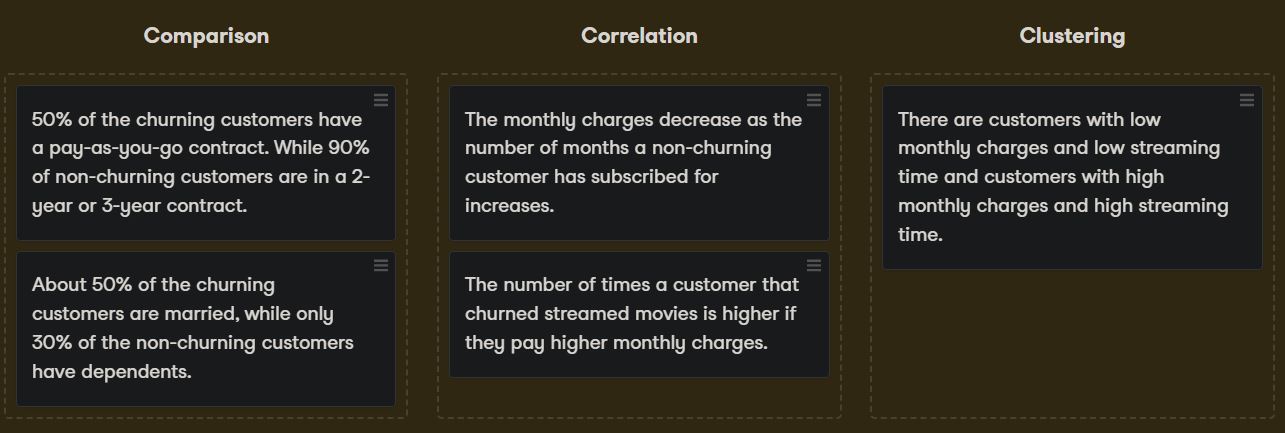 Comparison
50% of the churning customers have
a pay-as-you-go contract. While 90%
of non-churning customers are in a 2-
year or 3-year contract.
About 50% of the churning
customers are married, while only
30% of the non-churning customers
have dependents.
Correlation
The monthly charges decrease as the
number of months a non-churning
customer has subscribed for
increases.
The number of times a customer that
churned streamed movies is higher if
they pay higher monthly charges.
Clustering
There are customers with low
monthly charges and low streaming
time and customers with high
monthly charges and high streaming
time.